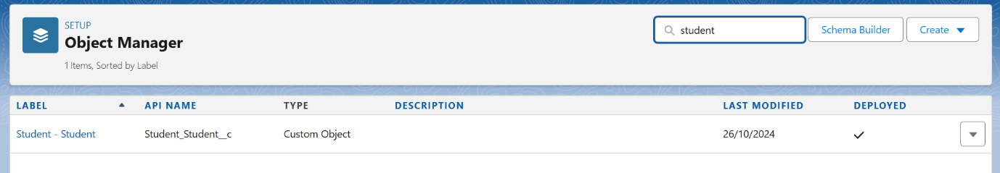 SETUP
Object Manager
1 Items, Sorted by Label
student
Schema Builder
Create
LABEL API NAME TYPE DESCRIPTION LAST MODIFIED DEPLOYED
Student - Student Student_Student__c Custom Object 26/10/2024